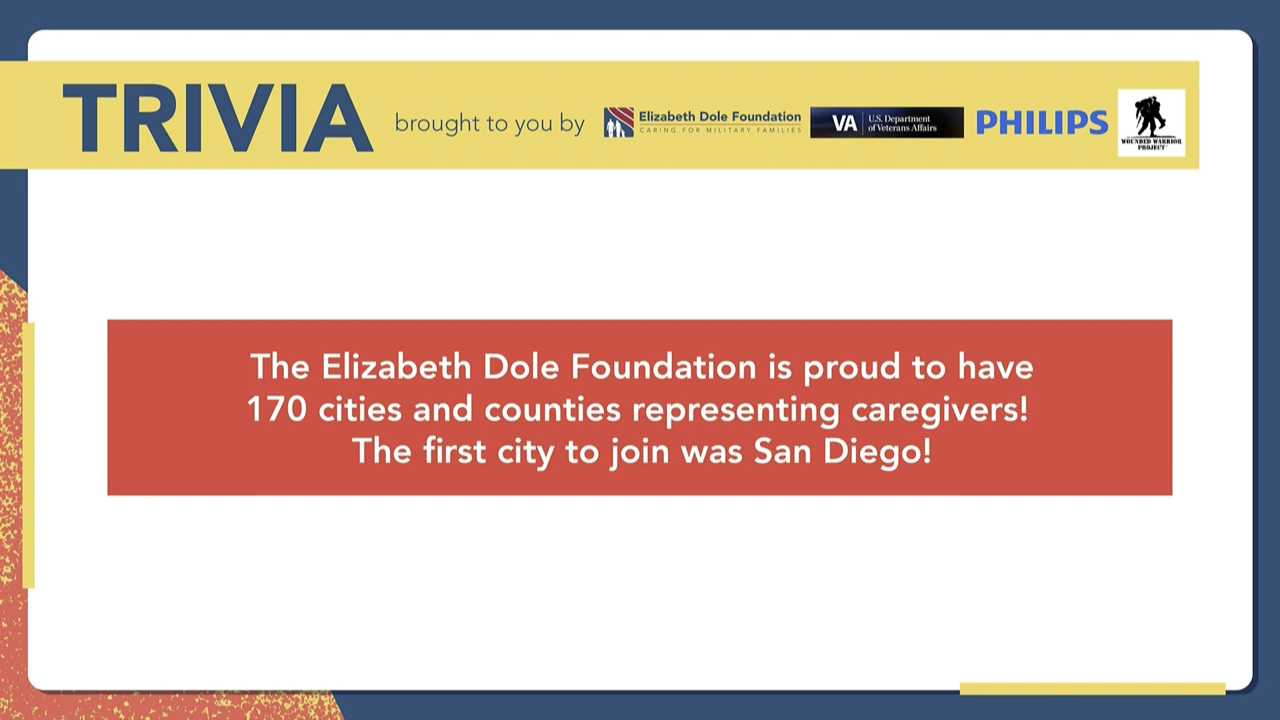 TRIVIA brought to you by
Elizabeth Dole Foundation
CARING FOR MILITARY FAMILIES
VA U.S. Department
of Veterans Affairs
PHILIPS
WOUNDED WARRIOR
PROJECT
The Elizabeth Dole Foundation is proud to have
170 cities and counties representing caregivers!
The first city to join was San Diego!